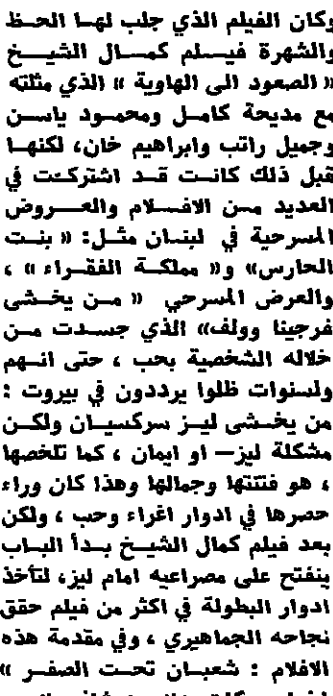 وكان الفيلم الذي جلب لها الحظ
والشهرة فيسلم كمال الشيخ
« الصعود الى الهاوية » الذي مثلته
مع مديحة كامل ومحمود ياسن
وجميل راتب وابراهيم خان، لكنها
قبل ذلك كانت قد اشتركت في
العديد من الافلام والعروض
المسرحية في لبنان مثل: « بنت
الحارس» و« مملكة الفقراء » ،
والعرض المسرحي « من يخشى
فرجينا وولف» الذي جسدت من
خلاله الشخصية بحب ، حتى انهم
ولسنوات ظلوا يرددون في بيروت :
من يخشى ليز سركسيان ولكن
مشكلة ليز— او ايمان ، كما تلخصها
، هو فتنتها وجمالها وهذا كان وراء
حصرها في ادوار اغراء وحب ، ولكن
بعد فيلم كمال الشيخ بدأ الباب
ينفتح على مصراعيه امام ليز، لتأخذ
ادوار البطولة في اكثر من فيلم حقق
نجاحه الجماهيري ، وفي مقدمة هذه
الافلام : شعبان تحت الصفر »